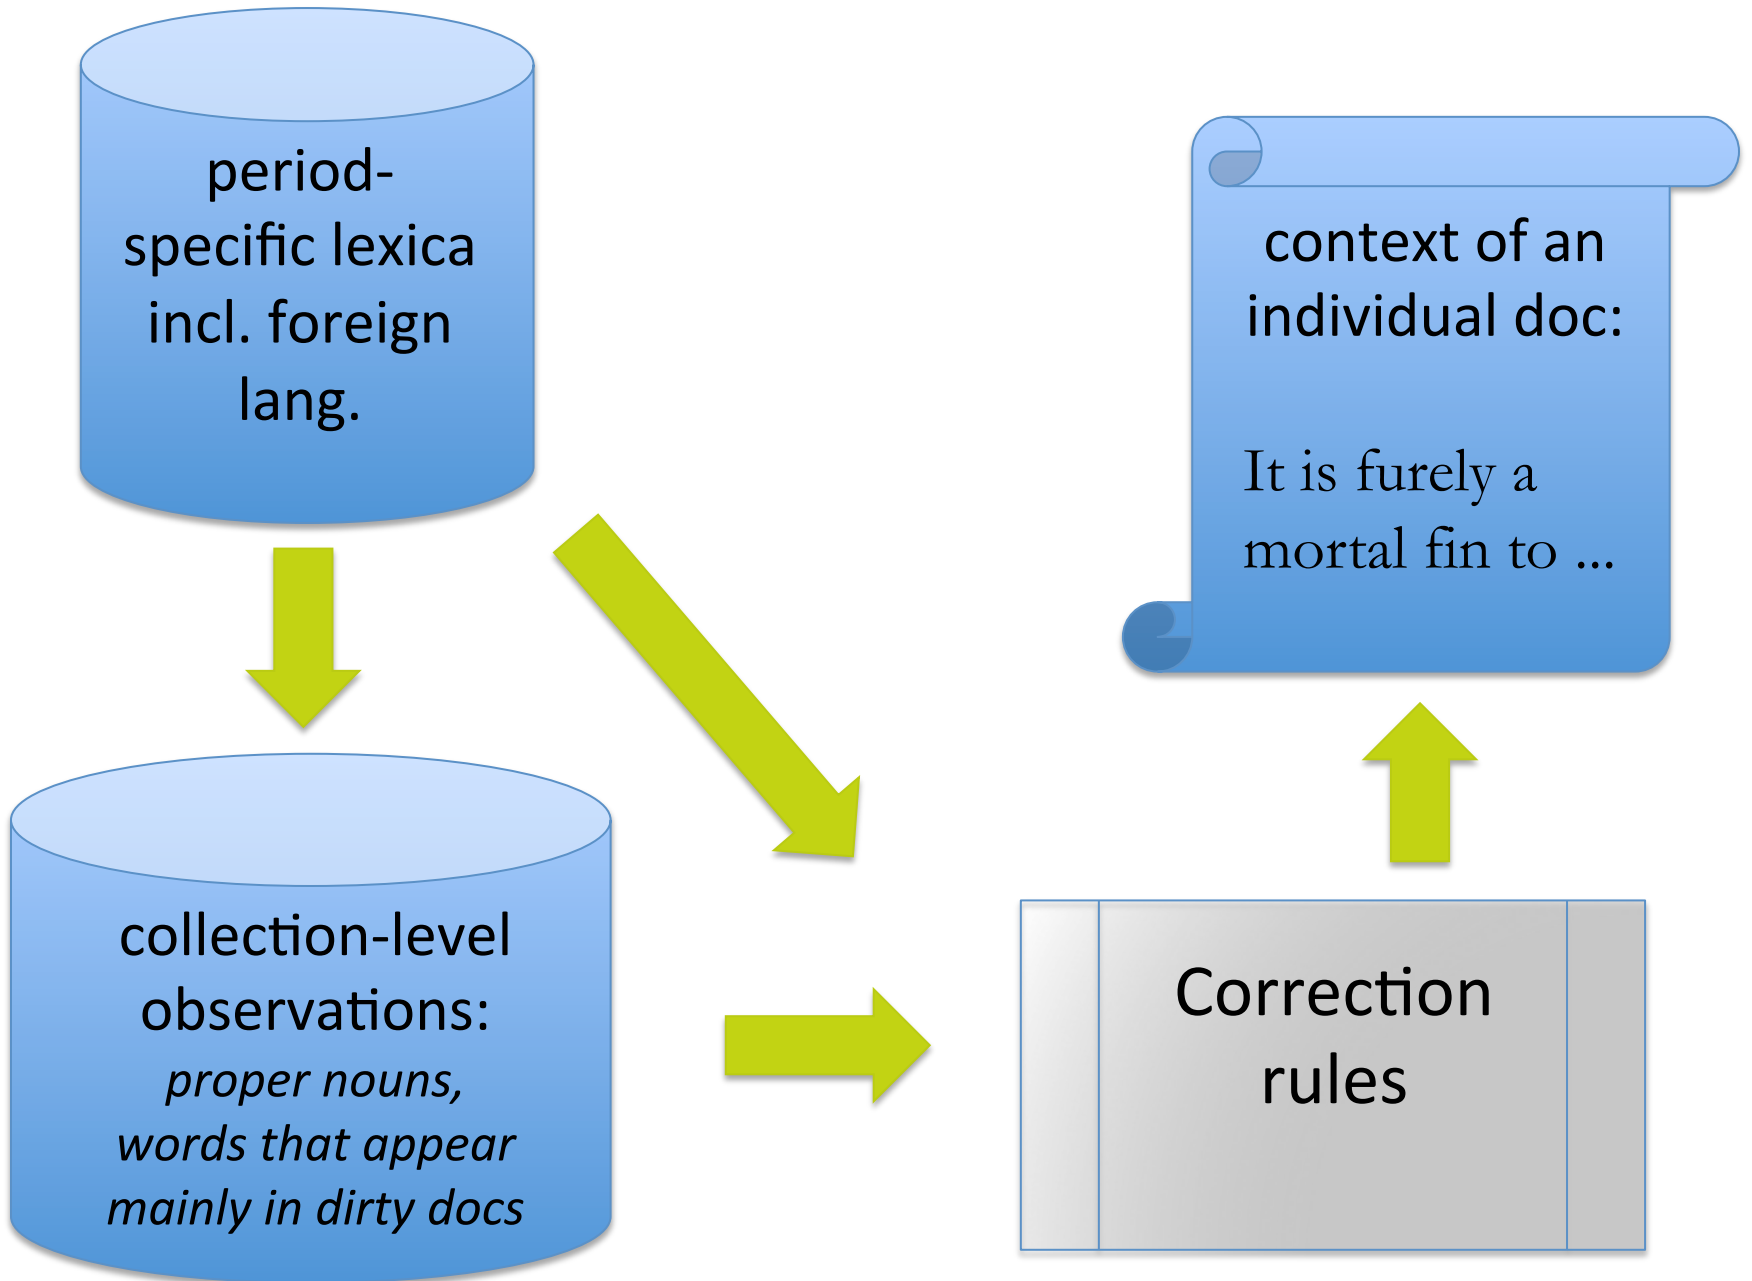 period-
specific lexica
incl. foreign
lang.
context of an
individual doc:
It is furely a
mortal fin to ...
collection-level
observations:
proper nouns,
words that appear
mainly in dirty docs
Correction
rules